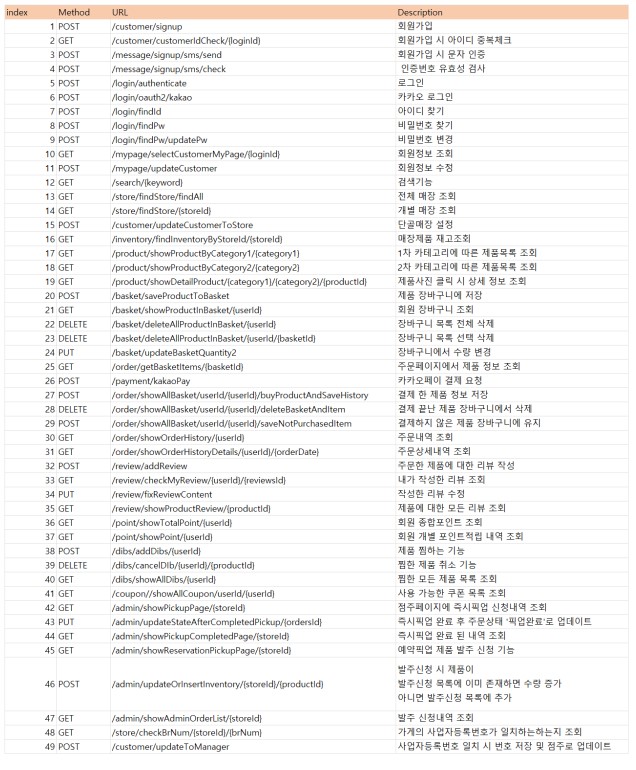 index Method URL Description
1 POST /customer/signup 회원가입
2 GET /customer/customerIdCheck/{loginId} 회원가입 시 아이디 중복체크
3 POST /message/signup/sms/send 회원가입 시 문자 인증
4 POST /message/signup/sms/check 인증번호 유효성 검사
5 POST /login/authenticate 로그인
6 POST /login/oauth2/kakao 카카오 로그인
7 POST /login/findId 아이디 찾기
8 POST /login/findPw 비밀번호 찾기
9 POST /login/findPw/updatePw 비밀번호 변경
10 GET /mypage/selectCustomerMyPage/{loginId} 회원정보 조회
11 POST /mypage/updateCustomer 회원정보 수정
12 GET /search/{keyword} 검색기능
13 GET /store/findStore/findAll 전체 매장 조회
14 GET /store/findStore/{storeId} 개별 매장 조회
15 POST /customer/updateCustomerToStore 단골매장 설정
16 GET /inventory/findInventoryByStoreId/{storeId} 매장제품 재고조회
17 GET /product/showProductByCategory1/{category1} 1차 카테고리에 따른 제품목록 조회
18 GET /product/showProductByCategory2/{category2} 2차 카테고리에 따른 제품목록 조회
19 GET /product/showDetailProduct/{category1}/{category2}/{productId} 제품사진 클릭 시 상세 정보 조회
20 POST /basket/saveProductToBasket 제품 장바구니에 저장
21 GET /basket/showProductInBasket/{userId} 회원 장바구니 조회
22 DELETE /basket/deleteAllProductInBasket/{userId} 장바구니 목록 전체 삭제
23 DELETE /basket/deleteAllProductInBasket/{userId}/{basketId} 장바구니 목록 선택 삭제
24 PUT /basket/updateBasketQuantity2 장바구니에서 수량 변경
25 GET /order/getBasketItems/{basketId} 주문페이지에서 제품 정보 조회
26 POST /payment/kakaoPay 카카오페이 결제 요청
27 POST /order/showAllBasket/userId/{userId}/buyProductAndSaveHistory 결제 한 제품 정보 저장
28 DELETE /order/showAllBasket/userId/{userId}/deleteBasketAndItem 결제 끝난 제품 장바구니에서 삭제
29 POST /order/showAllBasket/userId/{userId}/saveNotPurchasedItem 결제하지 않은 제품 장바구니에 유지
30 GET /order/showOrderHistory/{userId} 주문내역 조회
31 GET /order/showOrderHistoryDetails/{userId}/{orderDate} 주문상세내역 조회
32 POST /review/addReview 주문한 제품에 대한 리뷰 작성
33 GET /review/checkMyReview/{userId}/{reviewsId} 내가 작성한 리뷰 조회
34 PUT /review/fixReviewContent 작성한 리뷰 수정
35 GET /review/showProductReview/{productId} 제품에 대한 모든 리뷰 조회
36 GET /point/showTotalPoint/{userId} 회원 종합포인트 조회
37 GET /point/showPoint/{userId} 회원 개별 포인트적립 내역 조회
38 POST /dibs/addDibs/{userId} 제품 찜하는 기능
39 DELETE /dibs/cancelDIb/{userId}/{productId} 찜한 제품 취소 기능
40 GET /dibs/showAllDibs/{userId} 찜한 모든 제품 목록 조회
41 GET /coupon//showAllCoupon/userId/{userId} 사용 가능한 쿠폰 목록 조회
42 GET /admin/showPickupPage/{storeId} 점주페이지에 즉시픽업 신청내역 조회
43 PUT /admin/updateStateAfterCompletedPickup/{ordersId} 즉시픽업 완료 후 주문상태 '픽업완료'로 업데이트
44 GET /admin/showPickupCompletedPage/{storeId} 즉시픽업 완료 된 내역 조회
45 GET /admin/showReservationPickupPage/{storeId} 예약픽업 제품 발주 신청 기능
발주신청 시 제품이
46 POST /admin/updateOrInsertInventory/{storeId}/{productId} 발주신청 목록에 이미 존재하면 수량 증가
아니면 발주신청 목록에 추가
47 GET /admin/showAdminOrderList/{storeId} 발주 신청내역 조회
48 GET /store/checkBrNum/{storeId}/{brNum} 가게의 사업자등록번호가 일치하는하는지 조회
49 POST /customer/updateToManager 사업자등록번호 일치 시 번호 저장 및 점주로 업데이트